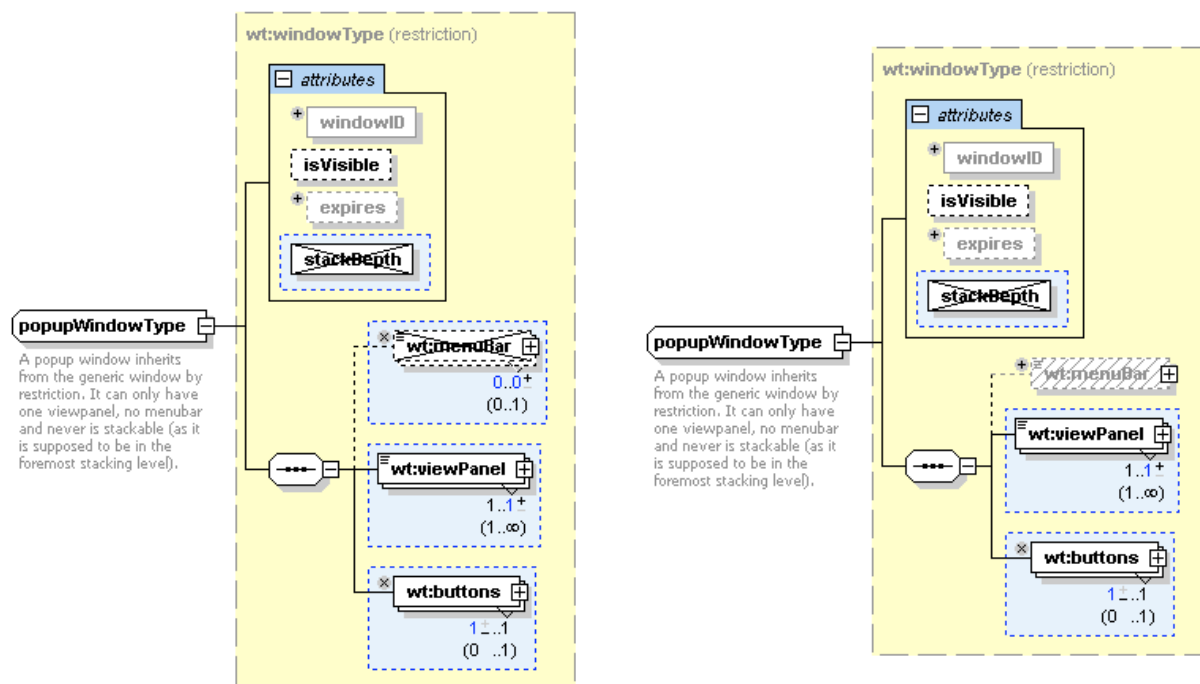 wt:windowType (restriction)
attributes
windowID
isVisible
expires
stackDepth
popupWindowType
A popup window inherits
from the generic window by
restriction. It can only have
one viewpanel, no menubar
and never is stackable (as it
is supposed to be in the
foremost stacking level).
wt:menuBar
0..0±
(0..1)
wt:viewPanel
1..1±
(1..∞)
wt:buttons
1±..1
(0 ..1)
wt:windowType (restriction)
attributes
windowID
isVisible
expires
stackDepth
popupWindowType
A popup window inherits
from the generic window by
restriction. It can only have
one viewpanel, no menubar
and never is stackable (as it
is supposed to be in the
foremost stacking level).
wt:menuBar
wt:viewPanel
1..1±
(1..∞)
wt:buttons
1±..1
(0 ..1)